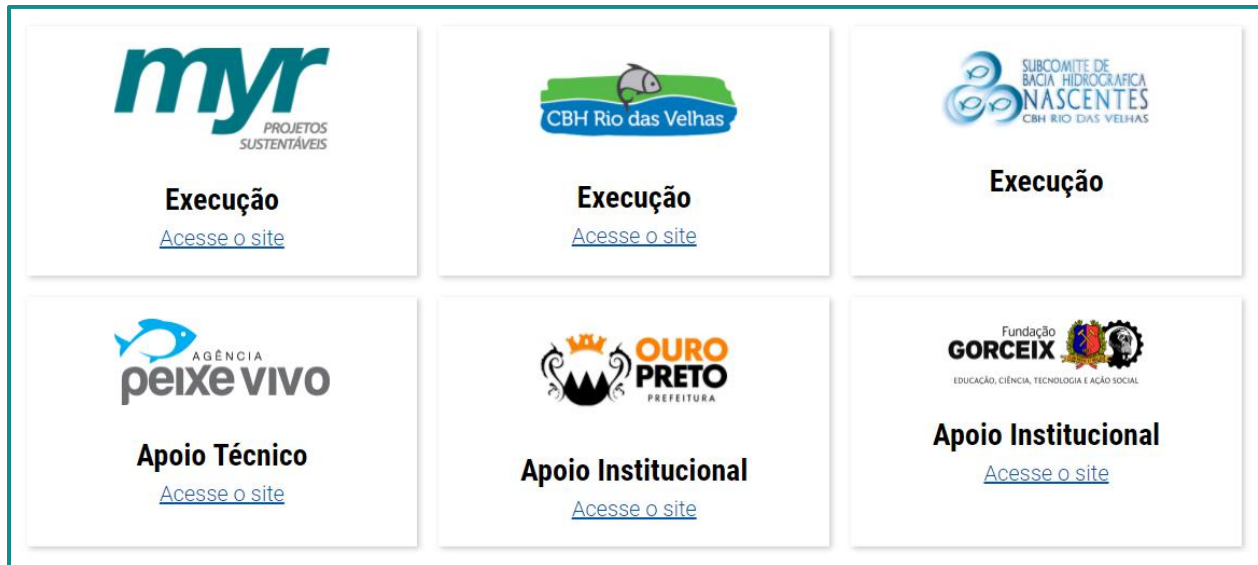 myr
PROJETOS
SUSTENTÁVEIS
Execução
Acesse o site
CBH Rio das Velhas
Execução
Acesse o site
SUBCOMITE DE
BACIA HIDROGRAFICA
NASCENTES
CBH RIO DAS VELHAS
Execução
AGÊNCIA
peixe vivo
Apoio Técnico
Acesse o site
OURO
PRETO
PREFEITURA
Apoio Institucional
Acesse o site
Fundação
GORCEIX
EDUCAÇÃO, CIÊNCIA, TECNOLOGIA E AÇÃO SOCIAL
Apoio Institucional
Acesse o site